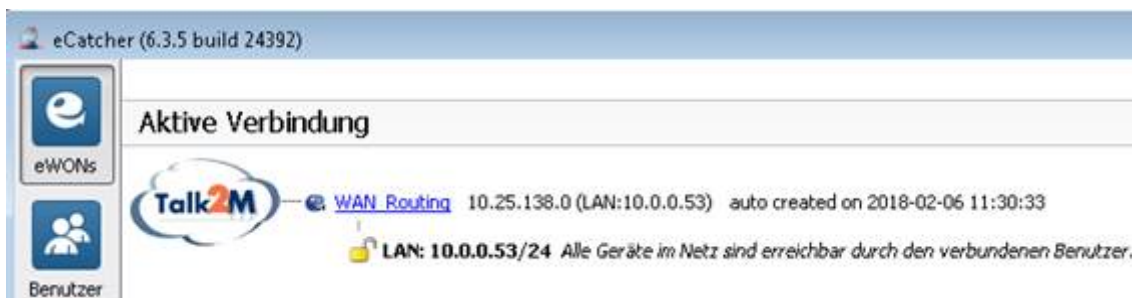 eCatcher (6.3.5 build 24392)
eWONs
Benutzer
Aktive Verbindung
Talk2M WAN Routing 10.25.138.0 (LAN:10.0.0.53) auto created on 2018-02-06 11:30:33
LAN: 10.0.0.53/24 Alle Geräte im Netz sind erreichbar durch den verbundenen Benutzer.